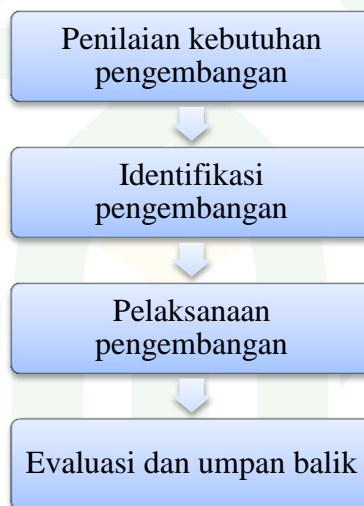 Penilaian kebutuhan
pengembangan
Identifikasi
pengembangan
Pelaksanaan
pengembangan
Evaluasi dan umpan balik